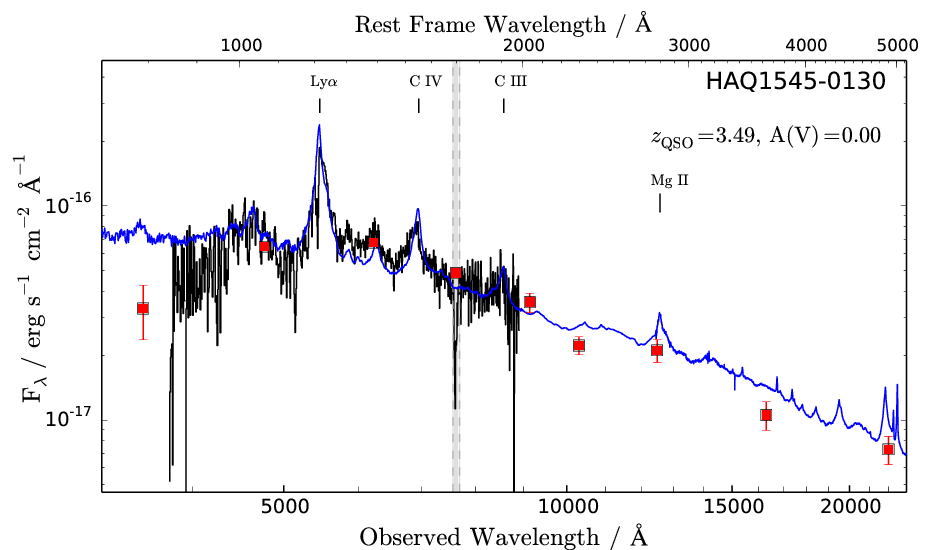 Rest Frame Wavelength / Å
1000 2000 3000 4000 5000
Lyα C IV C III HAQ1545-0130
z_QSO = 3.49, A(V) = 0.00
Mg II
F_λ / erg s⁻¹ cm⁻² Å⁻¹
10⁻¹⁶
10⁻¹⁷
5000 10000 15000 20000
Observed Wavelength / Å